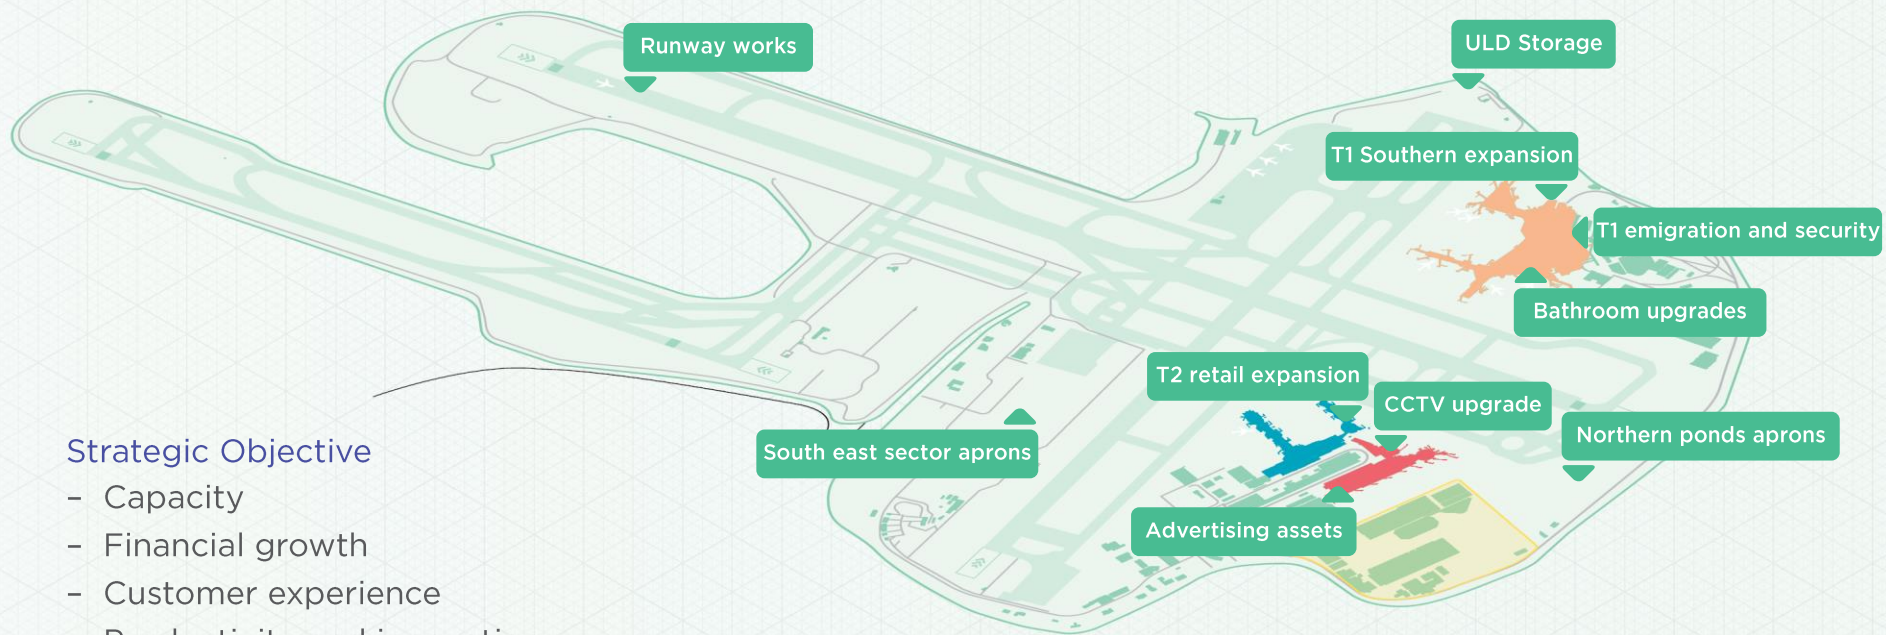 Runway works
ULD Storage
T1 Southern expansion
T1 emigration and security
Bathroom upgrades
T2 retail expansion
CCTV upgrade
Northern ponds aprons
South east sector aprons
Advertising assets
Strategic Objective
– Capacity
– Financial growth
– Customer experience